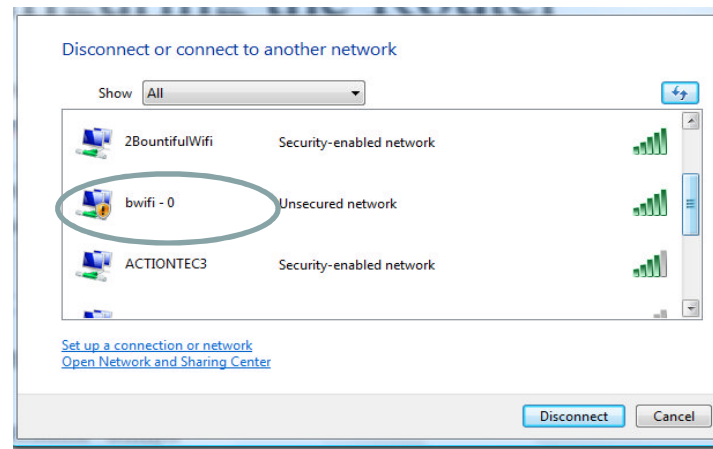 Disconnect or connect to another network
Show All
2BountifulWifi Security-enabled network
bwifi - 0 Unsecured network
ACTIONTEC3 Security-enabled network
Set up a connection or network
Open Network and Sharing Center
Disconnect Cancel